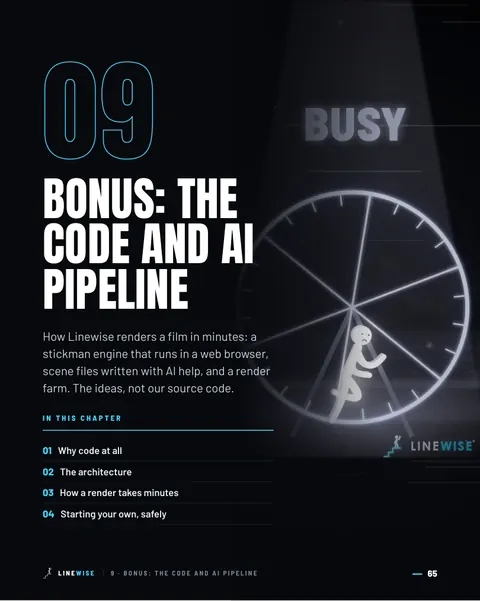 09
BUSY
BONUS: THE
CODE AND AI
PIPELINE
How Linewise renders a film in minutes: a
stickman engine that runs in a web browser,
scene files written with AI help, and a render
farm. The ideas, not our source code.
IN THIS CHAPTER
01 Why code at all
02 The architecture
03 How a render takes minutes
04 Starting your own, safely
LINEWISE
LINEWISE 9 · BONUS: THE CODE AND AI PIPELINE 65